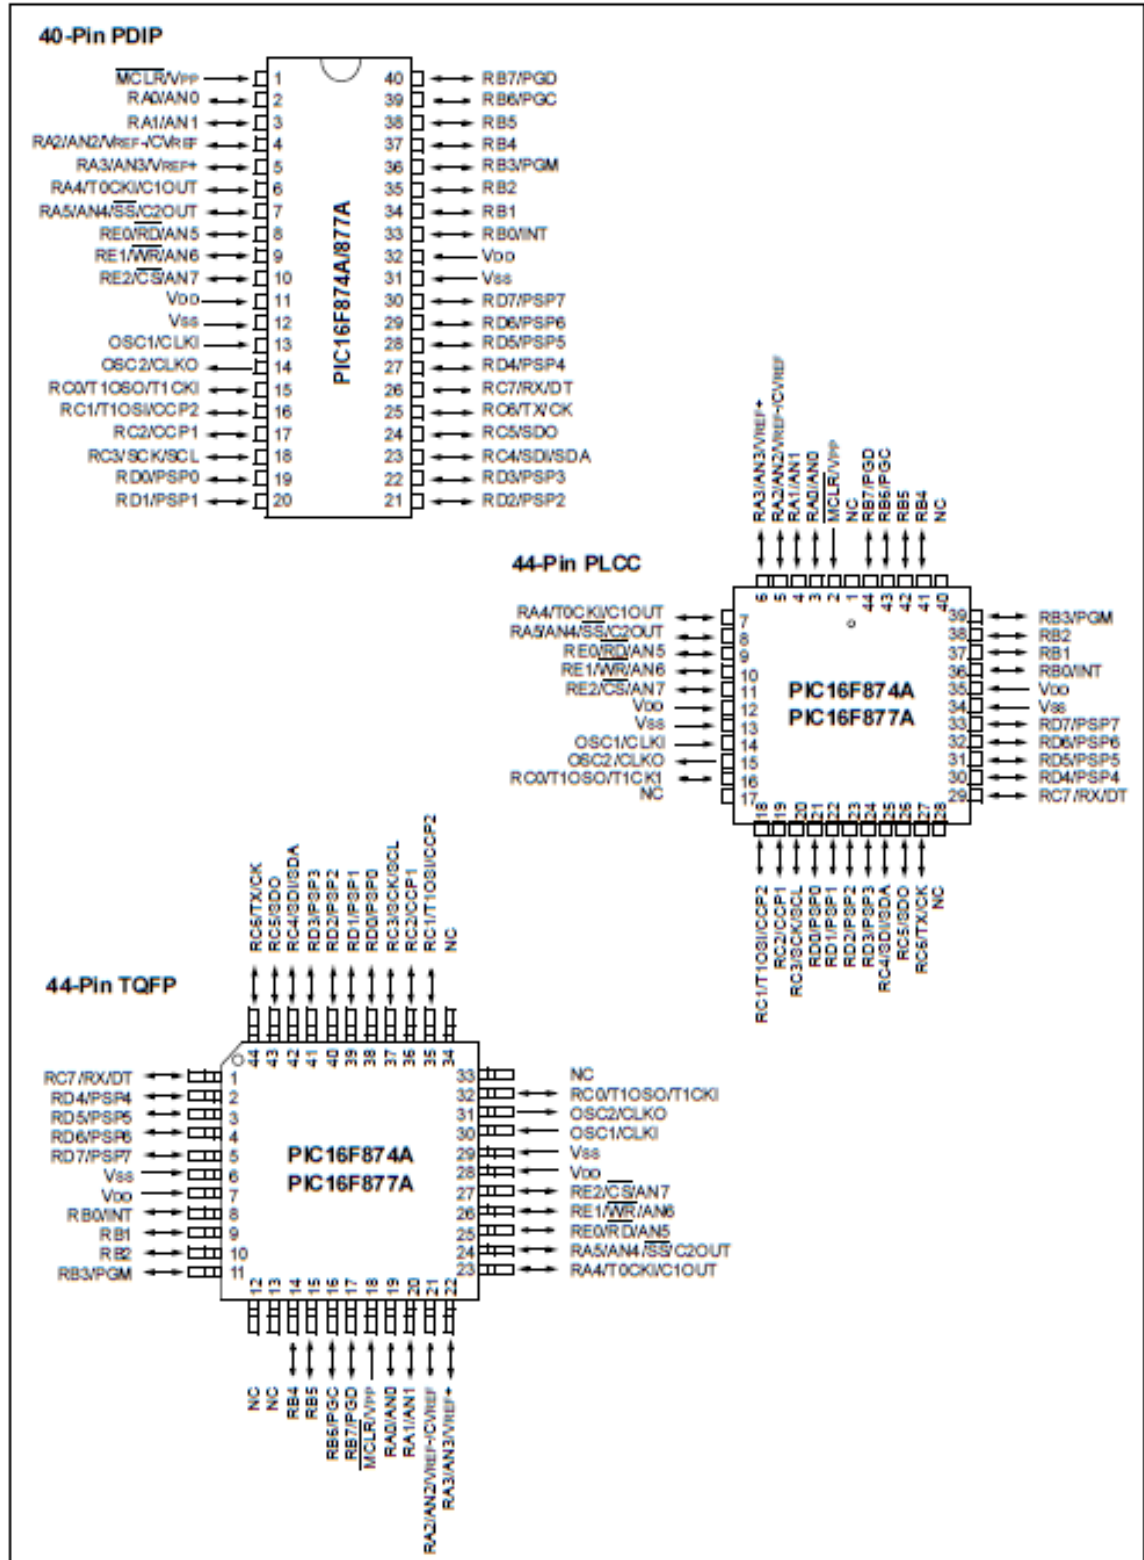 40-Pin PDIP
MCLR/VPP 1 40 RB7/PGD
RA0/AN0 2 39 RB6/PGC
RA1/AN1 3 38 RB5
RA2/AN2/VREF-/CVREF 4 37 RB4
RA3/AN3/VREF+ 5 36 RB3/PGM
RA4/T0CKI/C1OUT 6 35 RB2
RA5/AN4/SS/C2OUT 7 34 RB1
RE0/RD/AN5 8 33 RB0/INT
RE1/WR/AN6 9 32 VDD
RE2/CS/AN7 10 31 VSS
VDD 11 30 RD7/PSP7
VSS 12 29 RD6/PSP6
OSC1/CLKI 13 28 RD5/PSP5
OSC2/CLKO 14 27 RD4/PSP4
RC0/T1OSO/T1CKI 15 26 RC7/RX/DT
RC1/T1OSI/CCP2 16 25 RC6/TX/CK
RC2/CCP1 17 24 RC5/SDO
RC3/SCK/SCL 18 23 RC4/SDI/SDA
RD0/PSP0 19 22 RD3/PSP3
RD1/PSP1 20 21 RD2/PSP2
PIC16F874A/877A
44-Pin PLCC
RA3/AN3/VREF+
RA2/AN2/VREF-/CVREF
RA1/AN1
RA0/AN0
MCLR/VPP
NC
RB7/PGD
RB6/PGC
RB5
RB4
NC
6 5 4 3 2 1 44 43 42 41 40
RA4/T0CKI/C1OUT 7 39 RB3/PGM
RA5/AN4/SS/C2OUT 8 38 RB2
RE0/RD/AN5 9 37 RB1
RE1/WR/AN6 10 36 RB0/INT
RE2/CS/AN7 11 35 VDD
VDD 12 34 VSS
VSS 13 33 RD7/PSP7
OSC1/CLKI 14 32 RD6/PSP6
OSC2/CLKO 15 31 RD5/PSP5
RC0/T1OSO/T1CK1 16 30 RD4/PSP4
NC 17 29 RC7/RX/DT
PIC16F874A
PIC16F877A
18 19 20 21 22 23 24 25 26 27 28
RC1/T1OSI/CCP2
RC2/CCP1
RC3/SCK/SCL
RD0/PSP0
RD1/PSP1
RD2/PSP2
RD3/PSP3
RC4/SDI/SDA
RC5/SDO
RC6/TX/CK
NC
44-Pin TQFP
RC6/TX/CK
RC5/SDO
RC4/SDI/SDA
RD3/PSP3
RD2/PSP2
RD1/PSP1
RD0/PSP0
RC3/SCK/SCL
RC2/CCP1
RC1/T1OSI/CCP2
NC
44 43 42 41 40 39 38 37 36 35 34
RC7/RX/DT 1 33 NC
RD4/PSP4 2 32 RC0/T1OSO/T1CKI
RD5/PSP5 3 31 OSC2/CLKO
RD6/PSP6 4 30 OSC1/CLKI
RD7/PSP7 5 29 VSS
VSS 6 28 VDD
VDD 7 27 RE2/CS/AN7
RB0/INT 8 26 RE1/WR/AN6
RB1 9 25 RE0/RD/AN5
RB2 10 24 RA5/AN4/SS/C2OUT
RB3/PGM 11 23 RA4/T0CKI/C1OUT
PIC16F874A
PIC16F877A
12 13 14 15 16 17 18 19 20 21 22
NC
NC
RB4
RB5
RB6/PGC
RB7/PGD
MCLR/VPP
RA0/AN0
RA1/AN1
RA2/AN2/VREF-/CVREF
RA3/AN3/VREF+